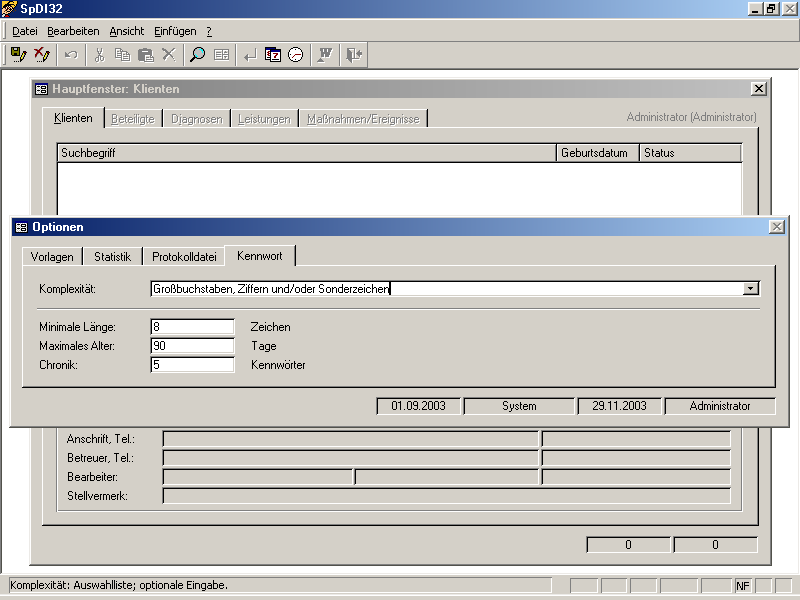 SpDI32
Datei Bearbeiten Ansicht Einfügen ?
Hauptfenster: Klienten
Klienten Beteiligte Diagnosen Leistungen Maßnahmen/Ereignisse Administrator (Administrator)
Suchbegriff Geburtsdatum Status
Optionen
Vorlagen Statistik Protokolldatei Kennwort
Komplexität: Großbuchstaben, Ziffern und/oder Sonderzeichen
Minimale Länge: 8 Zeichen
Maximales Alter: 90 Tage
Chronik: 5 Kennwörter
01.09.2003 System 29.11.2003 Administrator
Anschrift, Tel.:
Betreuer, Tel.:
Bearbeiter:
Stellvermerk:
0 0
Komplexität: Auswahlliste; optionale Eingabe. NF